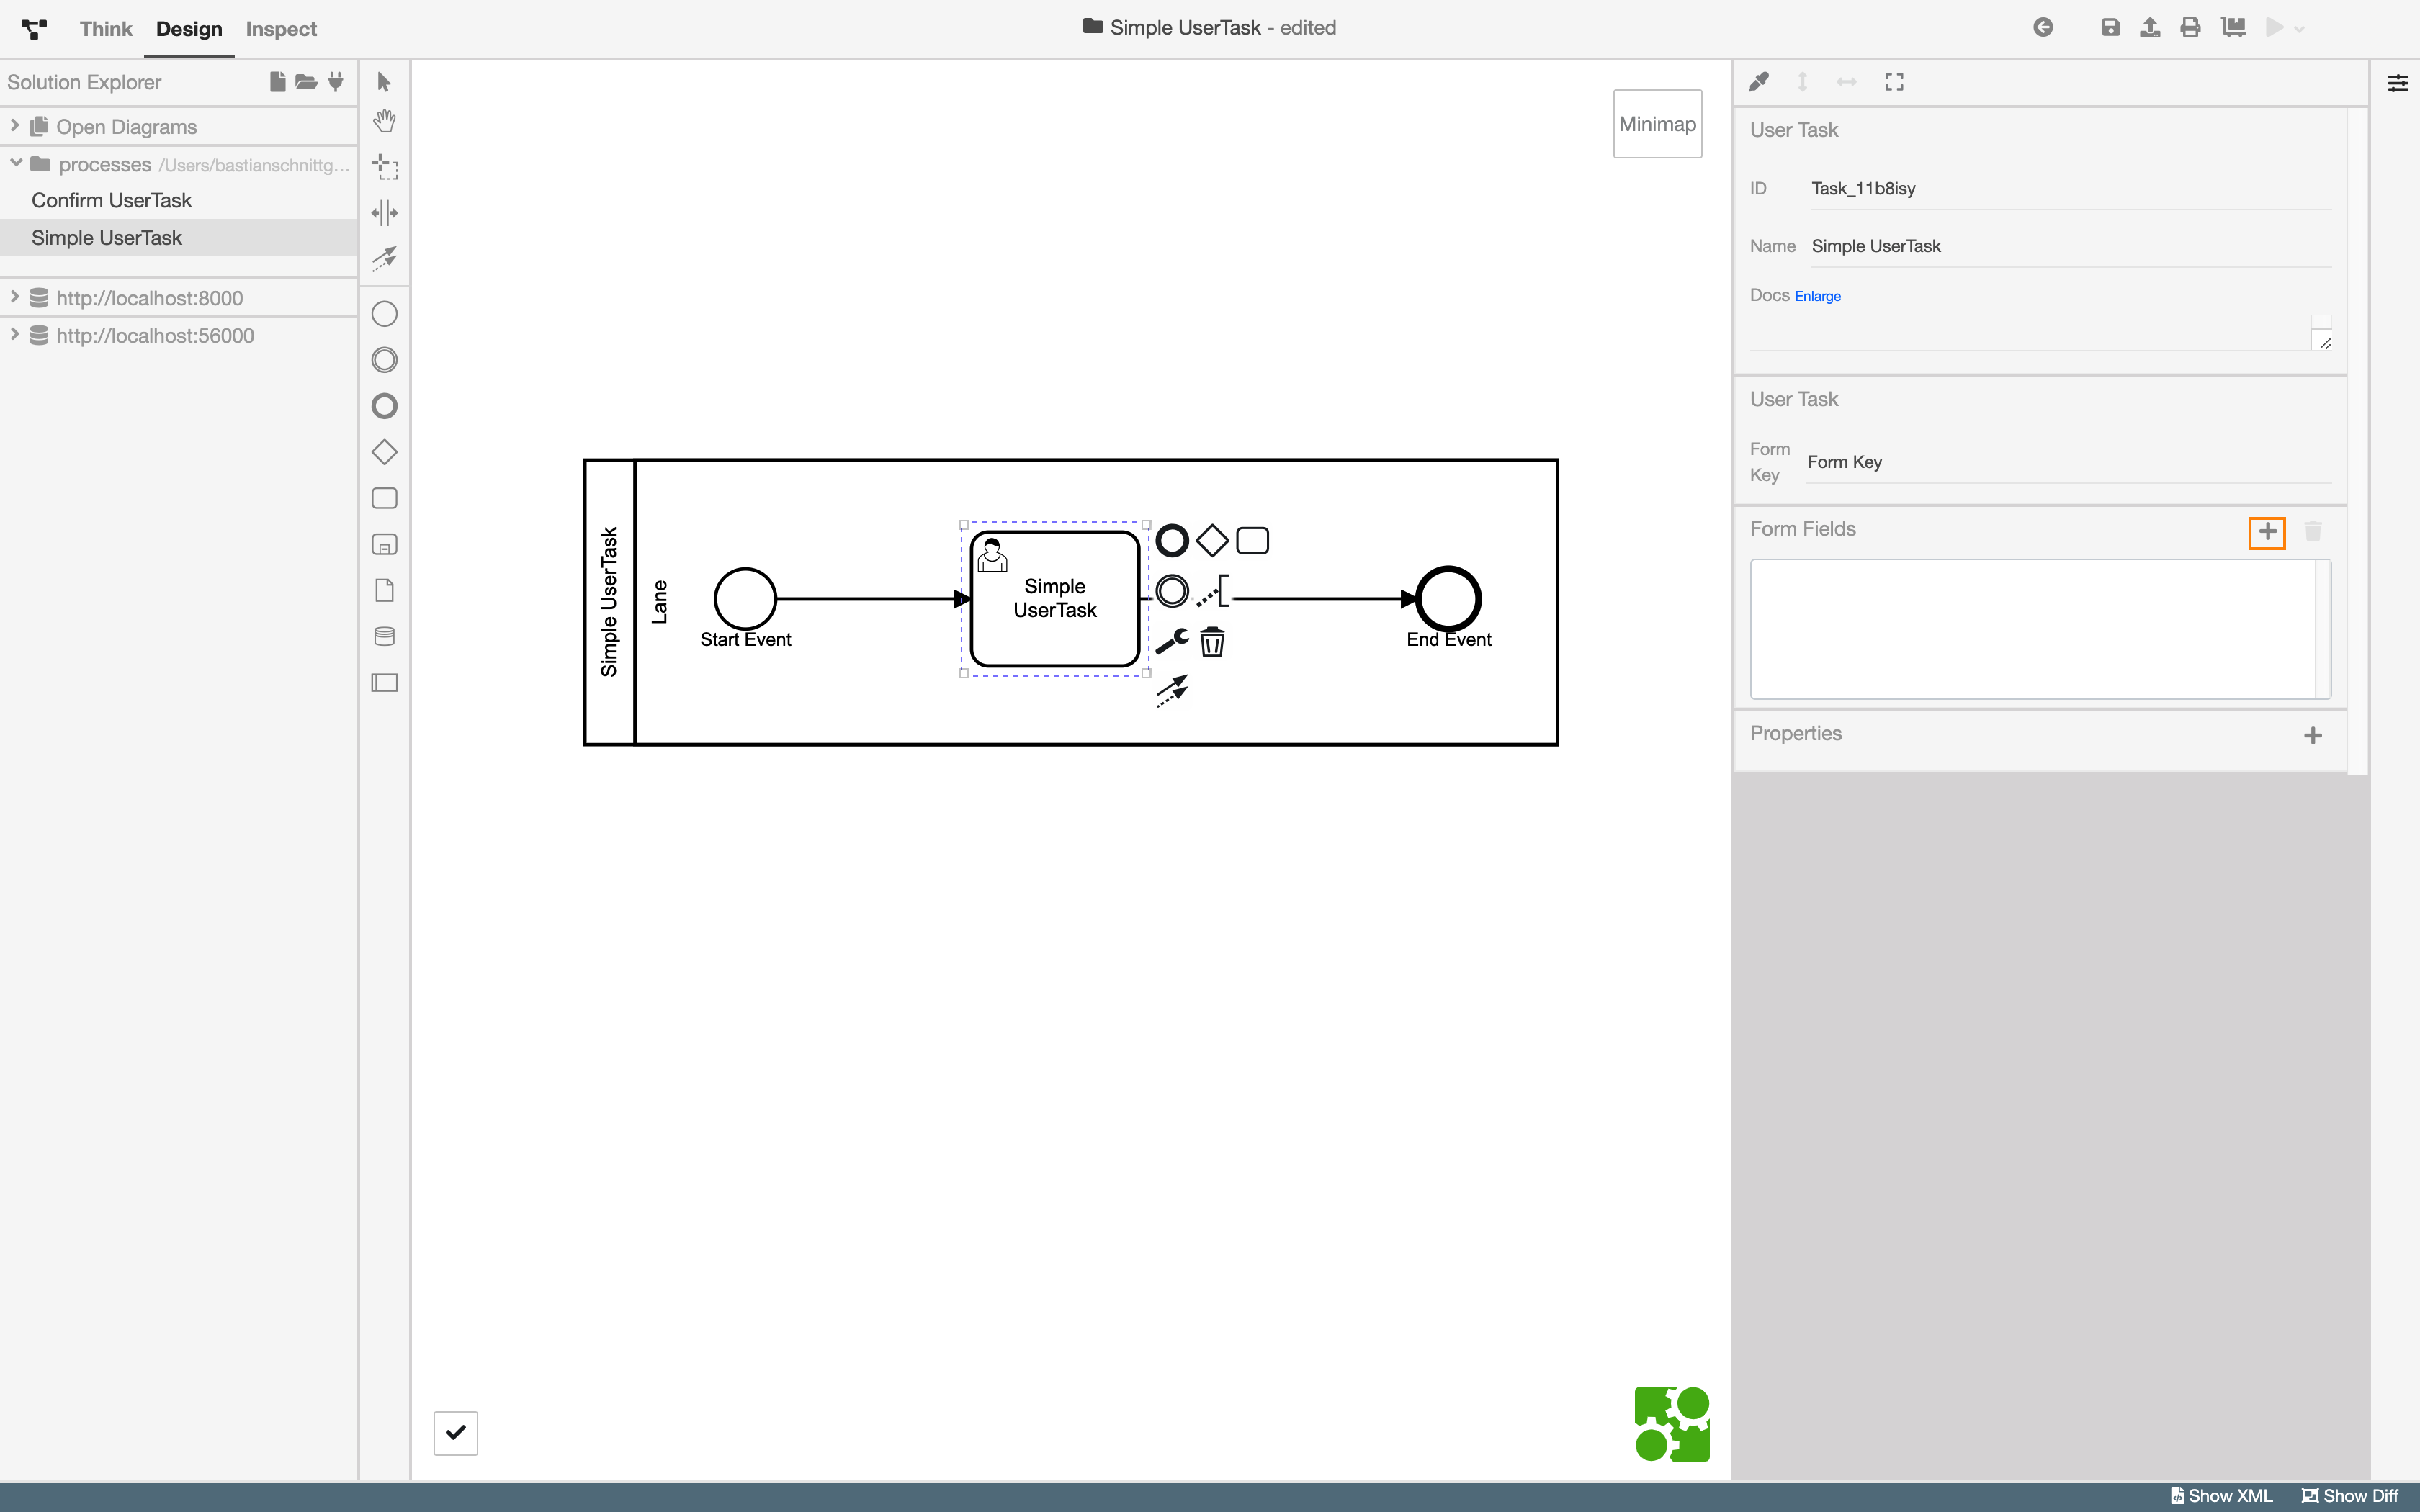 Think Design Inspect
Simple UserTask - edited
Solution Explorer
Open Diagrams
processes /Users/bastianschnittg...
Confirm UserTask
Simple UserTask
http://localhost:8000
http://localhost:56000
Minimap
Simple UserTask
Lane
Start Event
Simple
UserTask
End Event
User Task
ID Task_11b8isy
Name Simple UserTask
Docs Enlarge
User Task
Form
Key
Form Key
Form Fields
Properties
Show XML
Show Diff